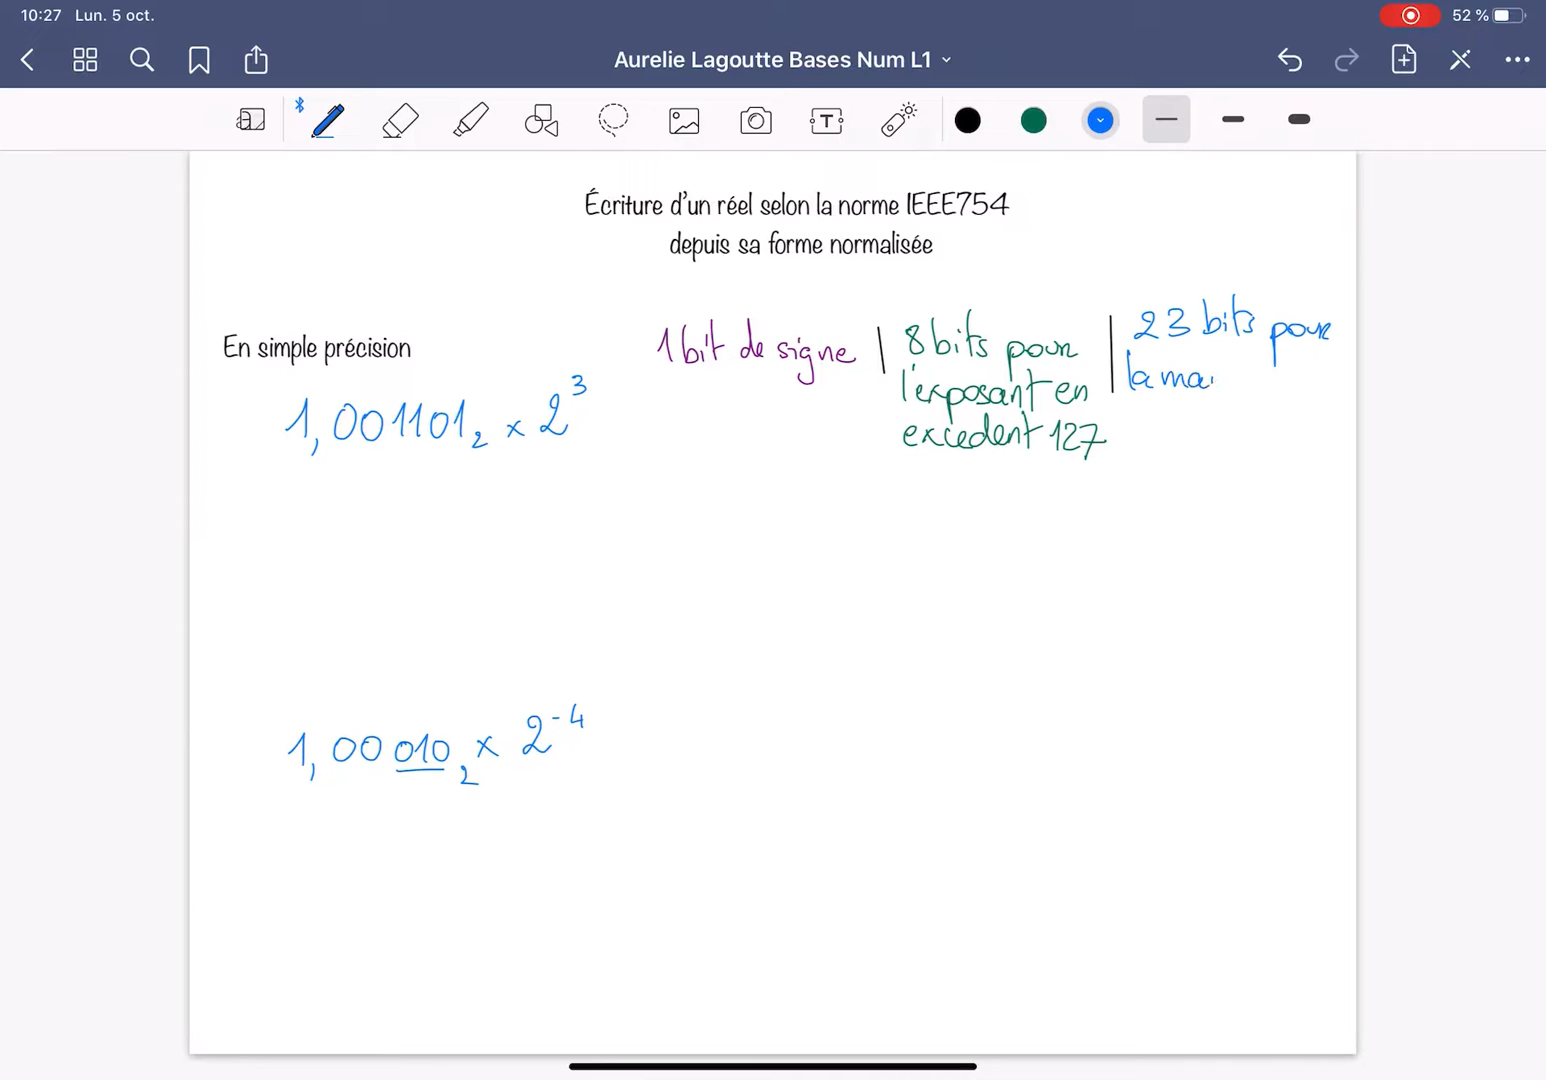 10:27 Lun. 5 oct.
52 %
Aurelie Lagoutte Bases Num L1
Écriture d'un réel selon la norme IEEE754
depuis sa forme normalisée
En simple précision
1 bit de signe | 8 bits pour | 23 bits pour
l'exposant en
la ma
excedent 127
1,001101₂ × 2³
1,00010₂ × 2⁻⁴